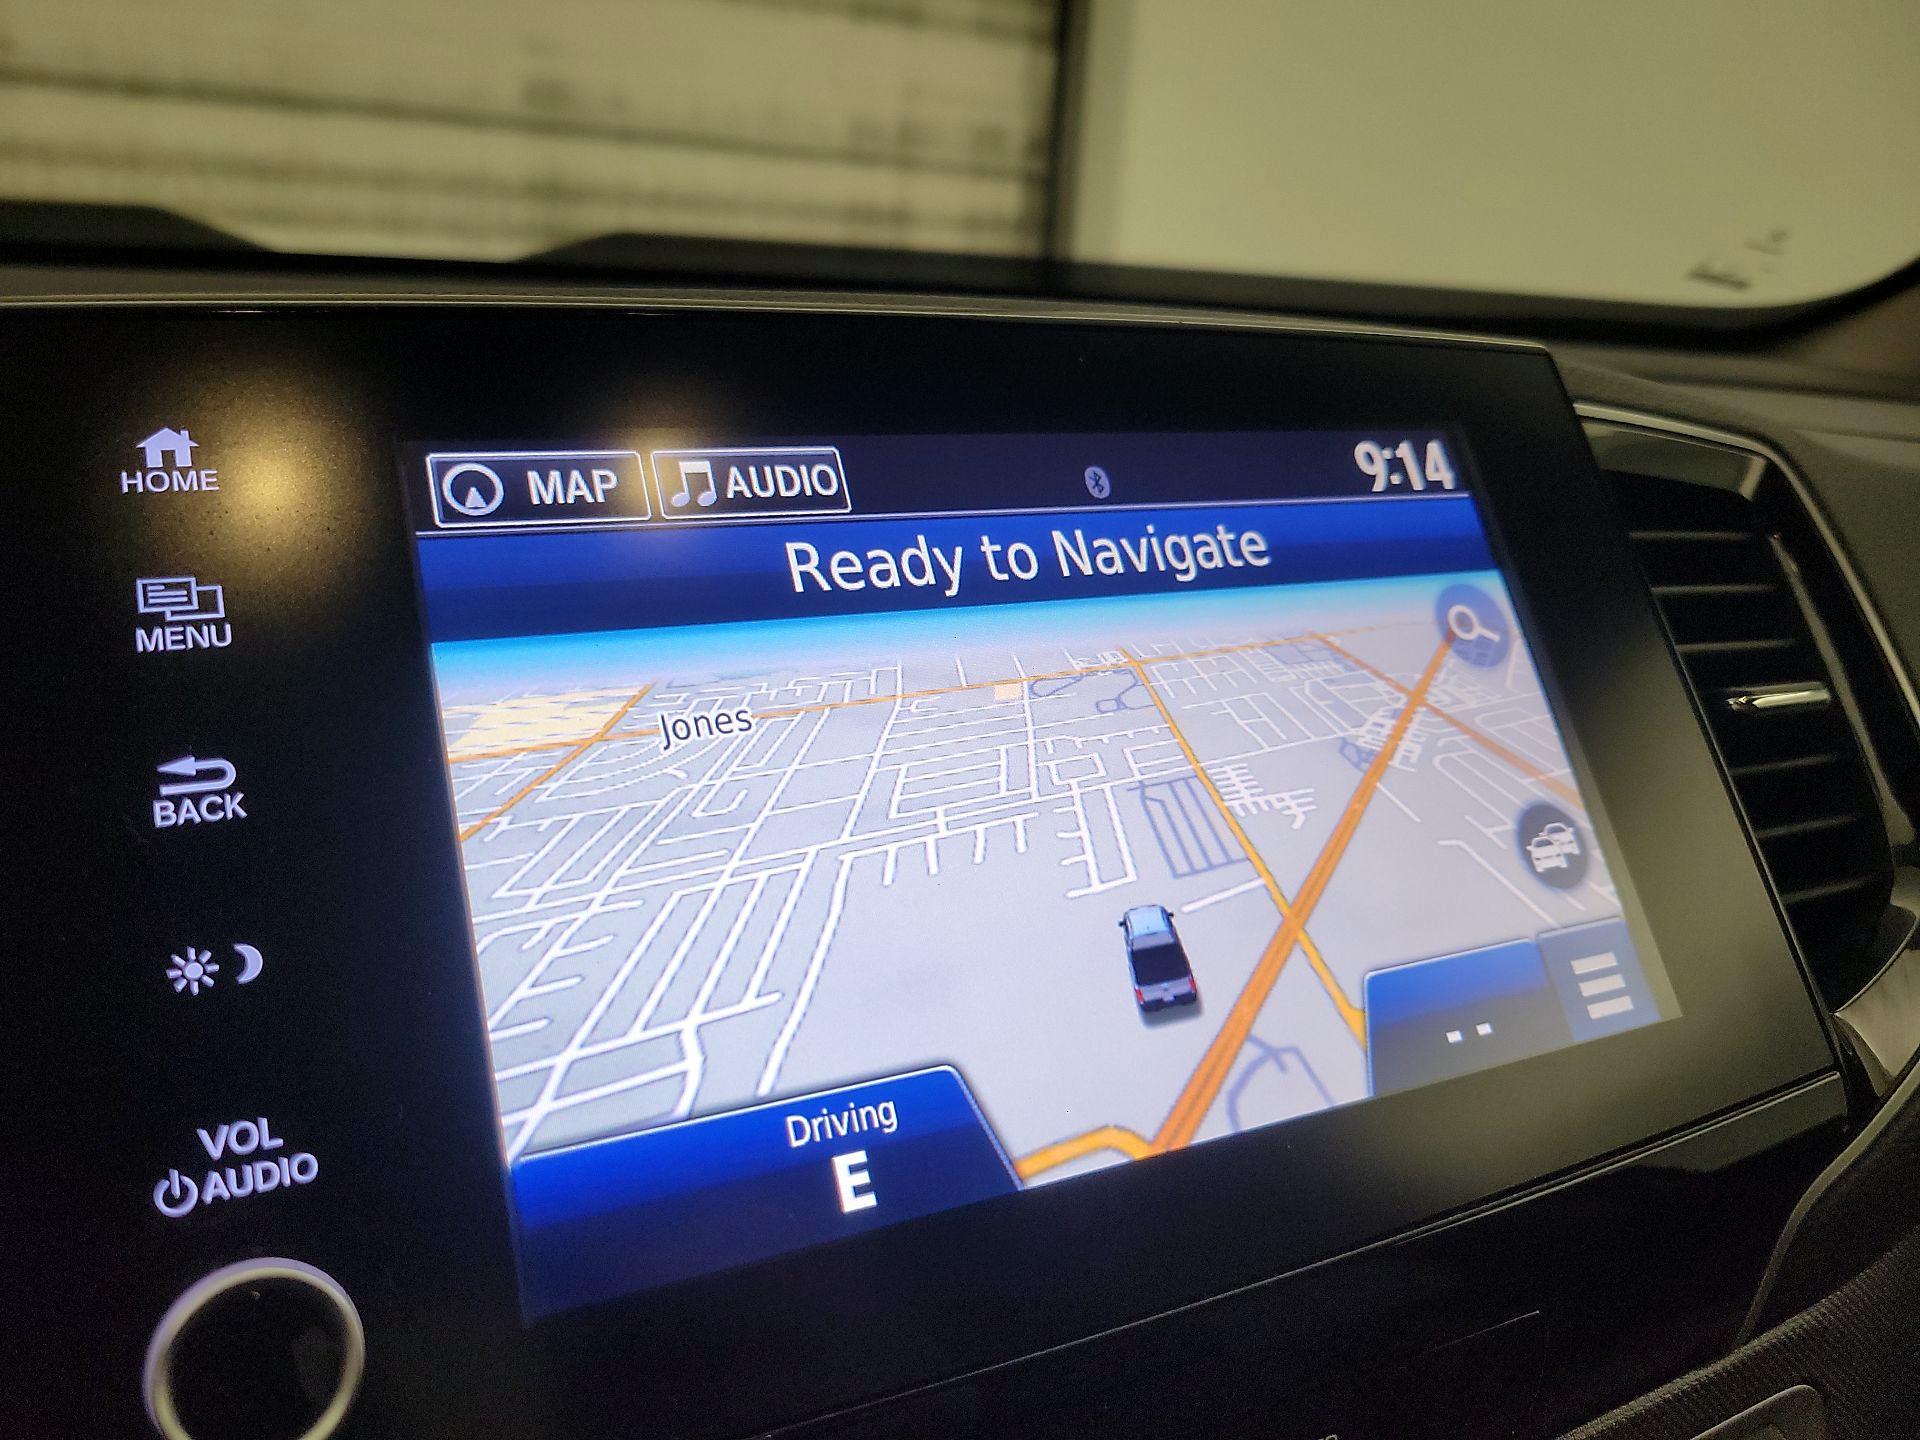 HOME
MENU
BACK
VOL
AUDIO
MAP
AUDIO
9:14
Ready to Navigate
Jones
Driving
E